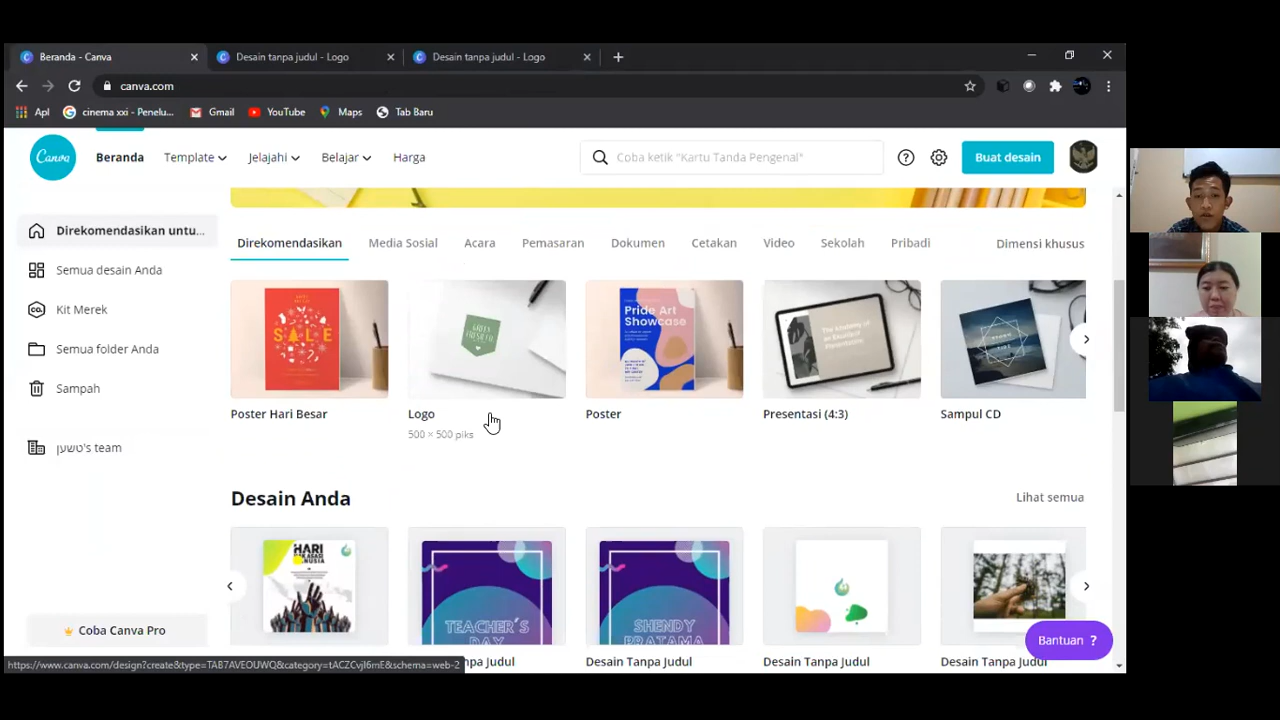 Beranda - Canva
Desain tanpa judul - Logo
Desain tanpa judul - Logo
canva.com
Apl
cinema xxi - Penelu...
Gmail
YouTube
Maps
Tab Baru
Canva
Beranda
Template
Jelajahi
Belajar
Harga
Coba ketik "Kartu Tanda Pengenal"
Buat desain
Direkomendasikan untu...
Semua desain Anda
Kit Merek
Semua folder Anda
Sampah
טשען's team
Coba Canva Pro
Direkomendasikan
Media Sosial
Acara
Pemasaran
Dokumen
Cetakan
Video
Sekolah
Pribadi
Dimensi khusus
SALE
Pride Art
Showcase
Poster Hari Besar
Logo
500 × 500 piks
Poster
Presentasi (4:3)
Sampul CD
Desain Anda
Lihat semua
HARI
TEACHER'S
DAY
SHENDY
PRATAMA
Desain Tanpa Judul
Desain Tanpa Judul
Desain Tanpa Judul
Bantuan ?
https://www.canva.com/design?create&type=TAB7AVEOUWQ&category=tACZCvjI6mE&schema=web-2